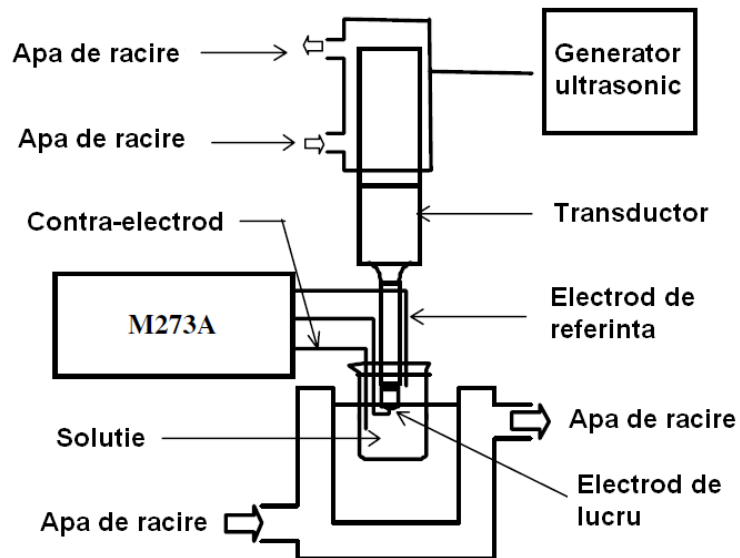 Apa de racire
Generator
ultrasonic
Apa de racire
Transductor
Contra-electrod
Electrod de
referinta
M273A
Apa de racire
Solutie
Electrod de
lucru
Apa de racire